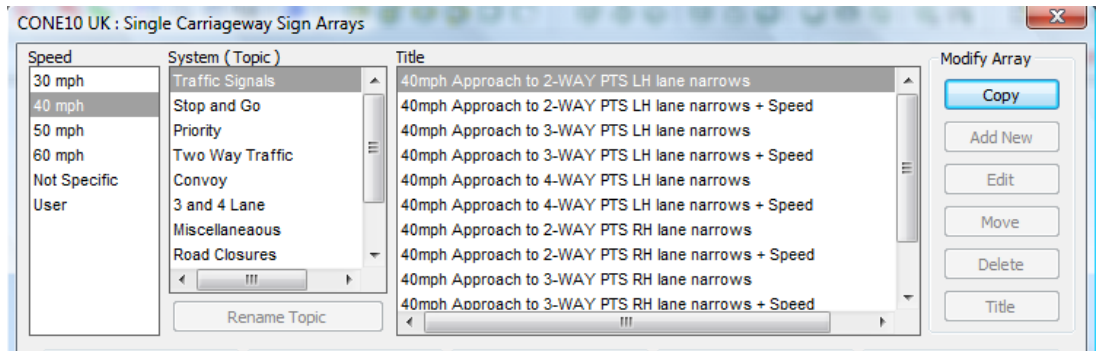 CONE10 UK : Single Carriageway Sign Arrays
Speed
30 mph
40 mph
50 mph
60 mph
Not Specific
User
System ( Topic )
Traffic Signals
Stop and Go
Priority
Two Way Traffic
Convoy
3 and 4 Lane
Miscellaneaous
Road Closures
Rename Topic
Title
40mph Approach to 2-WAY PTS LH lane narrows
40mph Approach to 2-WAY PTS LH lane narrows + Speed
40mph Approach to 3-WAY PTS LH lane narrows
40mph Approach to 3-WAY PTS LH lane narrows + Speed
40mph Approach to 4-WAY PTS LH lane narrows
40mph Approach to 4-WAY PTS LH lane narrows + Speed
40mph Approach to 2-WAY PTS RH lane narrows
40mph Approach to 2-WAY PTS RH lane narrows + Speed
40mph Approach to 3-WAY PTS RH lane narrows
40mph Approach to 3-WAY PTS RH lane narrows + Speed
Modify Array
Copy
Add New
Edit
Move
Delete
Title